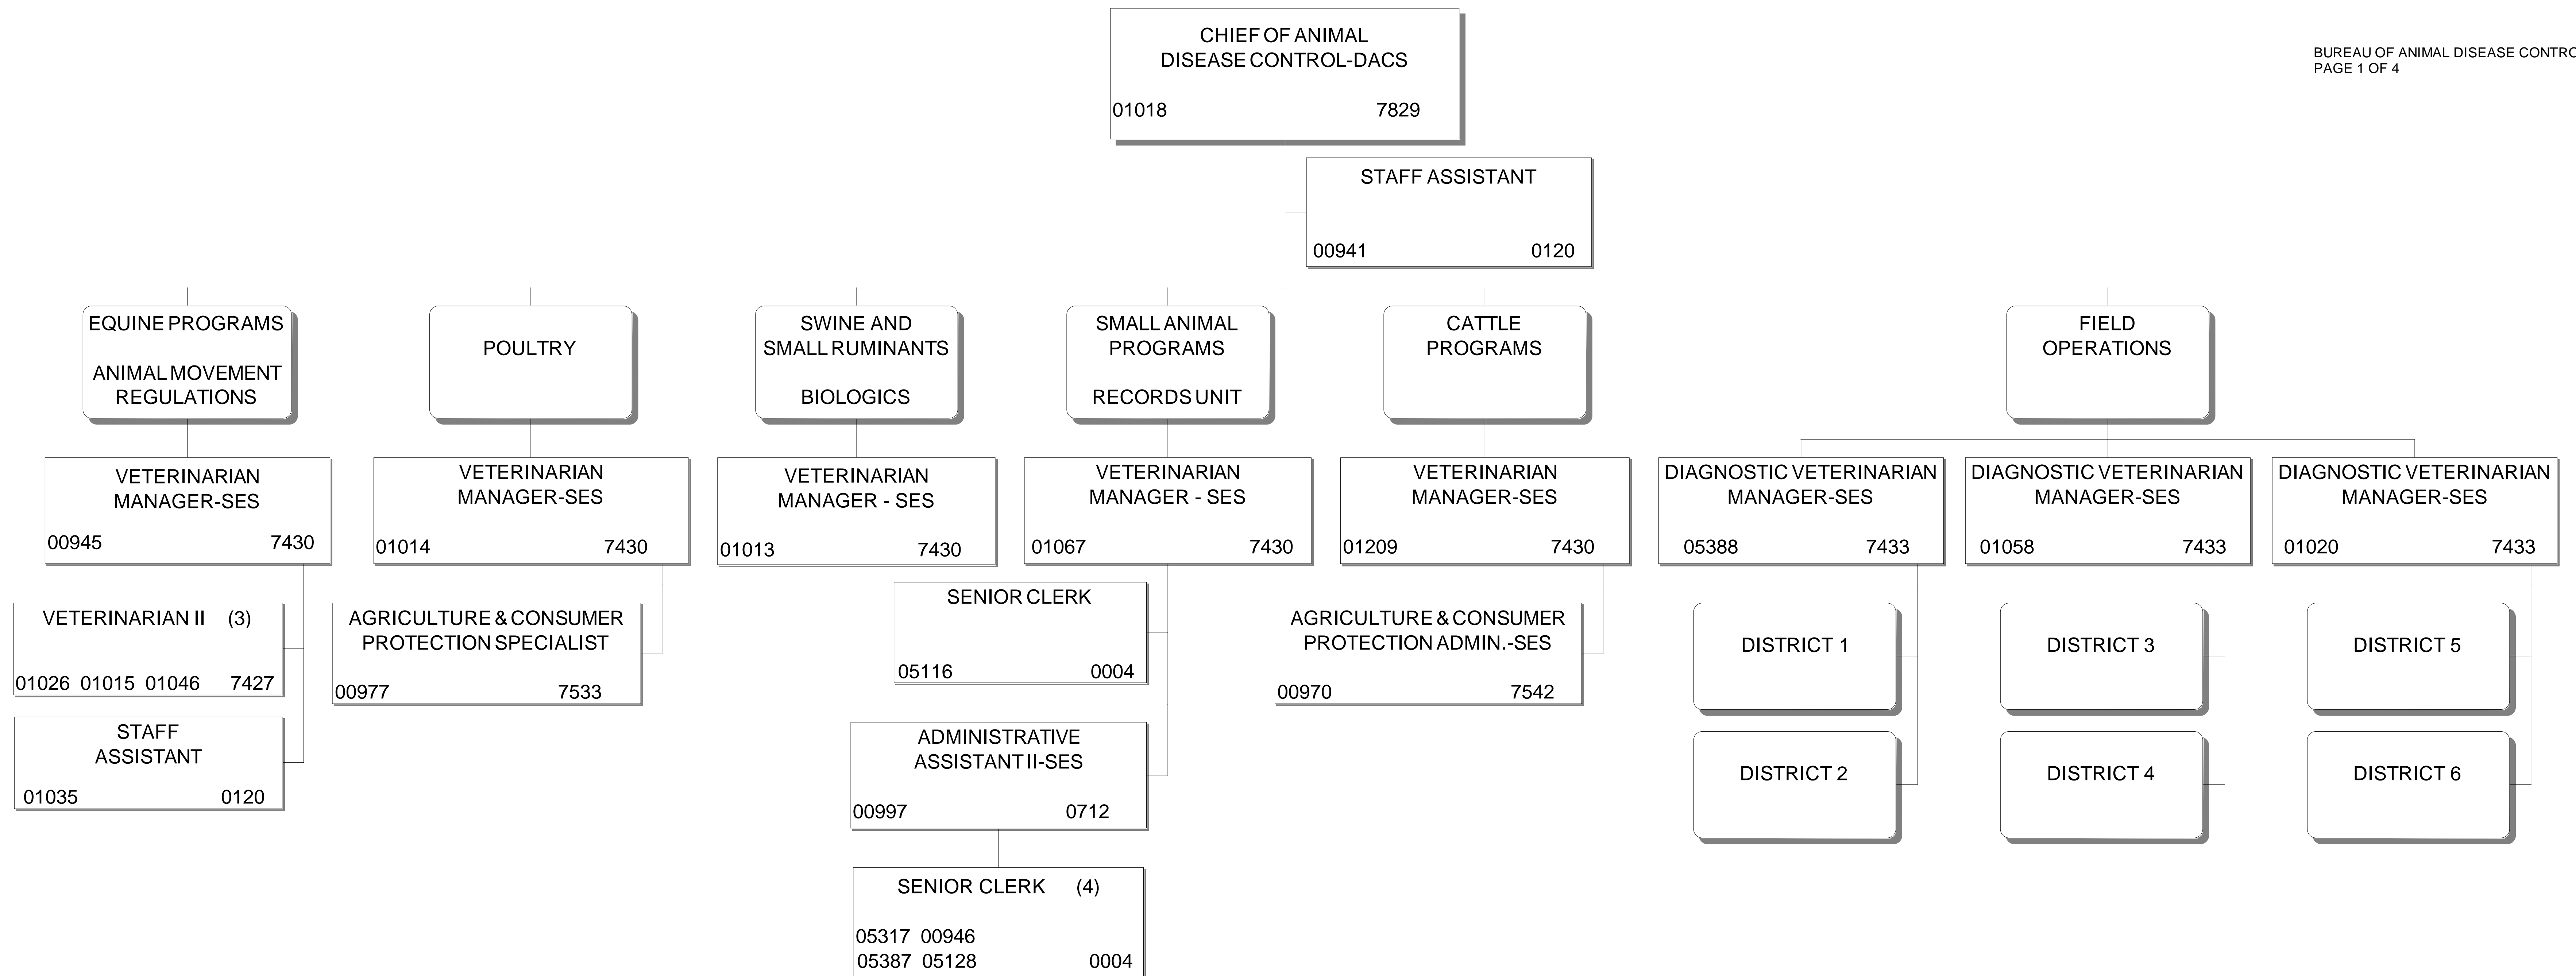 CHIEF OF ANIMAL
DISEASE CONTROL-DACS
01018 7829
BUREAU OF ANIMAL DISEASE CONTRO
PAGE 1 OF 4
STAFF ASSISTANT
00941 0120
EQUINE PROGRAMS
ANIMAL MOVEMENT
REGULATIONS
POULTRY
SWINE AND
SMALL RUMINANTS
BIOLOGICS
SMALL ANIMAL
PROGRAMS
RECORDS UNIT
CATTLE
PROGRAMS
FIELD
OPERATIONS
VETERINARIAN
MANAGER-SES
00945 7430
VETERINARIAN
MANAGER-SES
01014 7430
VETERINARIAN
MANAGER - SES
01013 7430
VETERINARIAN
MANAGER - SES
01067 7430
VETERINARIAN
MANAGER-SES
01209 7430
DIAGNOSTIC VETERINARIAN
MANAGER-SES
05388 7433
DIAGNOSTIC VETERINARIAN
MANAGER-SES
01058 7433
DIAGNOSTIC VETERINARIAN
MANAGER-SES
01020 7433
VETERINARIAN II (3)
01026 01015 01046 7427
STAFF
ASSISTANT
01035 0120
AGRICULTURE & CONSUMER
PROTECTION SPECIALIST
00977 7533
SENIOR CLERK
05116 0004
ADMINISTRATIVE
ASSISTANT II-SES
00997 0712
SENIOR CLERK (4)
05317 00946
05387 05128 0004
AGRICULTURE & CONSUMER
PROTECTION ADMIN.-SES
00970 7542
DISTRICT 1
DISTRICT 2
DISTRICT 3
DISTRICT 4
DISTRICT 5
DISTRICT 6